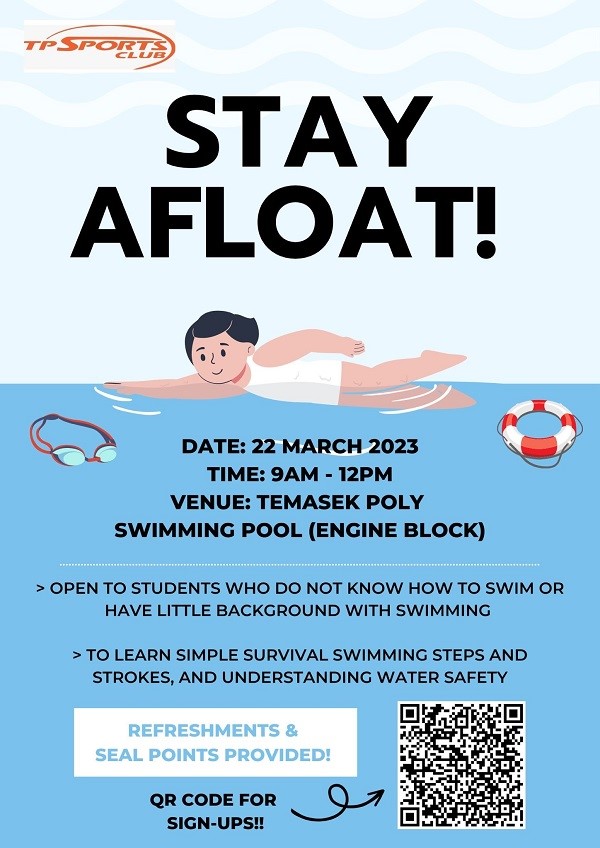 TP SPORTS
CLUB
STAY
AFLOAT!
DATE: 22 MARCH 2023
TIME: 9AM - 12PM
VENUE: TEMASEK POLY
SWIMMING POOL (ENGINE BLOCK)
> OPEN TO STUDENTS WHO DO NOT KNOW HOW TO SWIM OR
HAVE LITTLE BACKGROUND WITH SWIMMING
> TO LEARN SIMPLE SURVIVAL SWIMMING STEPS AND
STROKES, AND UNDERSTANDING WATER SAFETY
REFRESHMENTS &
SEAL POINTS PROVIDED!
QR CODE FOR
SIGN-UPS!!